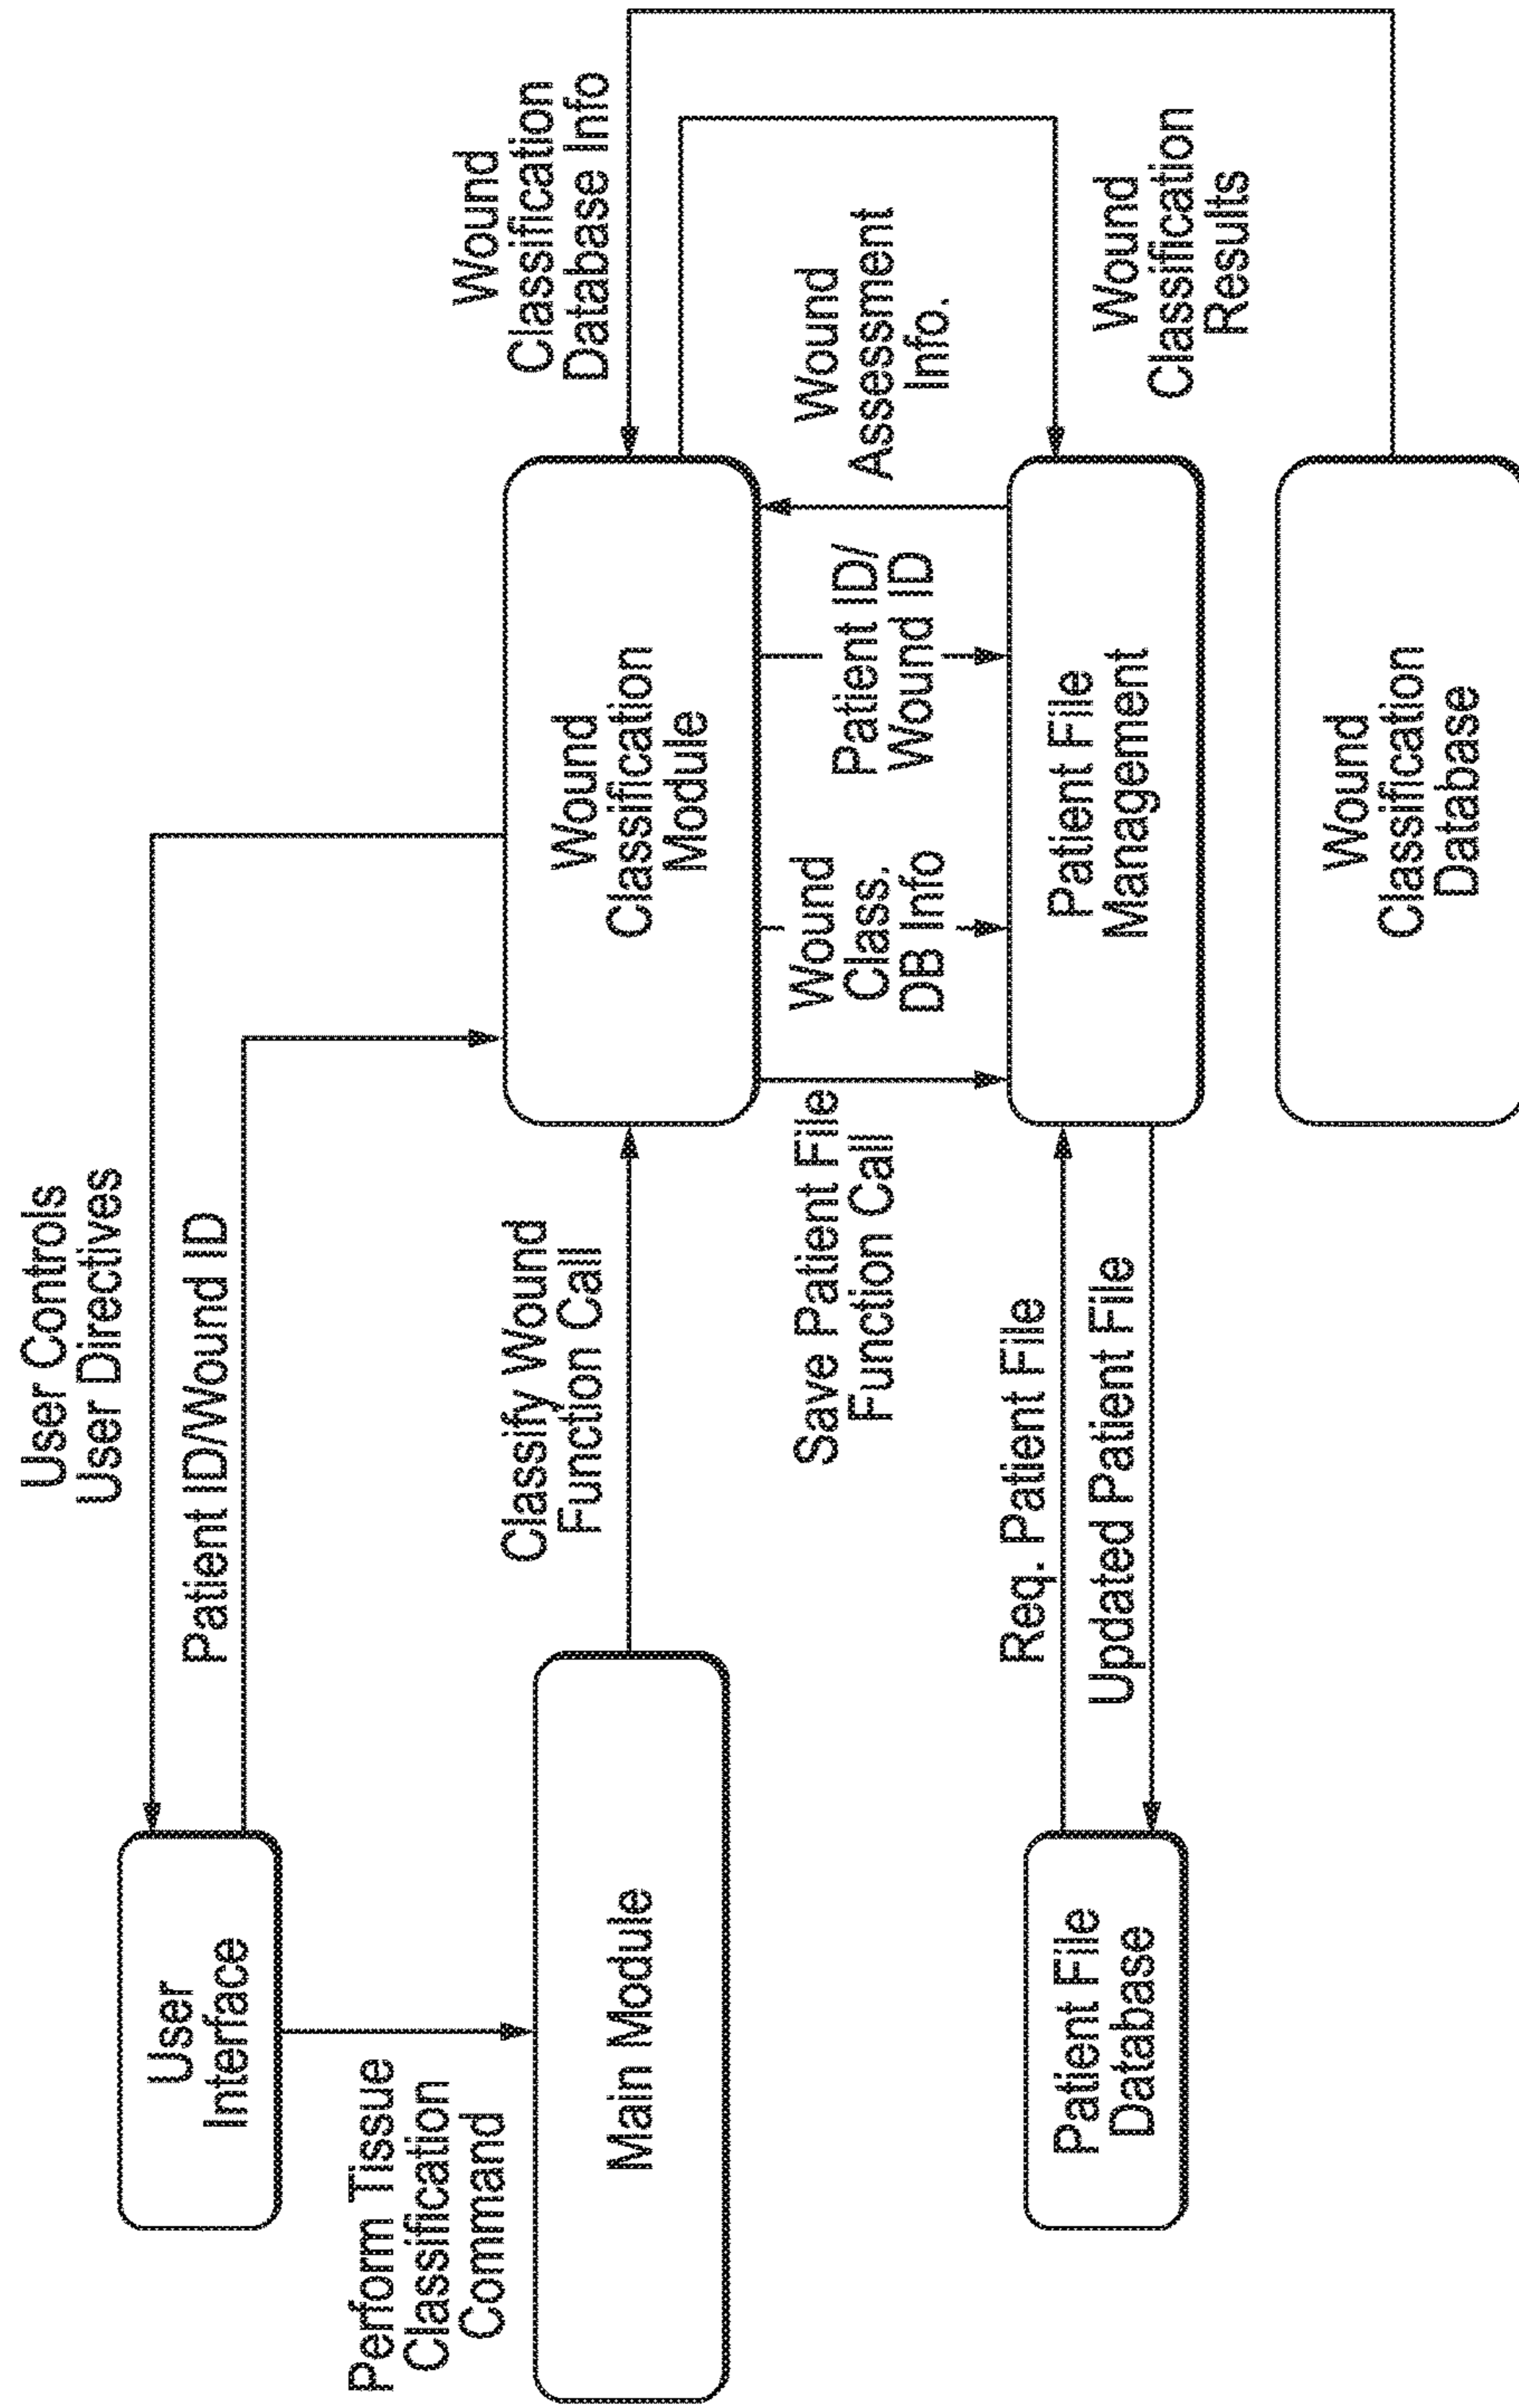 User Controls
User Directives
Patient ID/Wound ID
User
Interface
Perform Tissue
Classification
Command
Main Module
Classify Wound
Function Call
Wound
Classification
Module
Wound
Classification
Database Info
Save Patient File
Function Call
Wound
Class.
DB Info
Patient ID/
Wound ID
Wound
Assessment
Info.
Wound
Classification
Results
Req. Patient File
Updated Patient File
Patient File
Database
Patient File
Management
Wound
Classification
Database